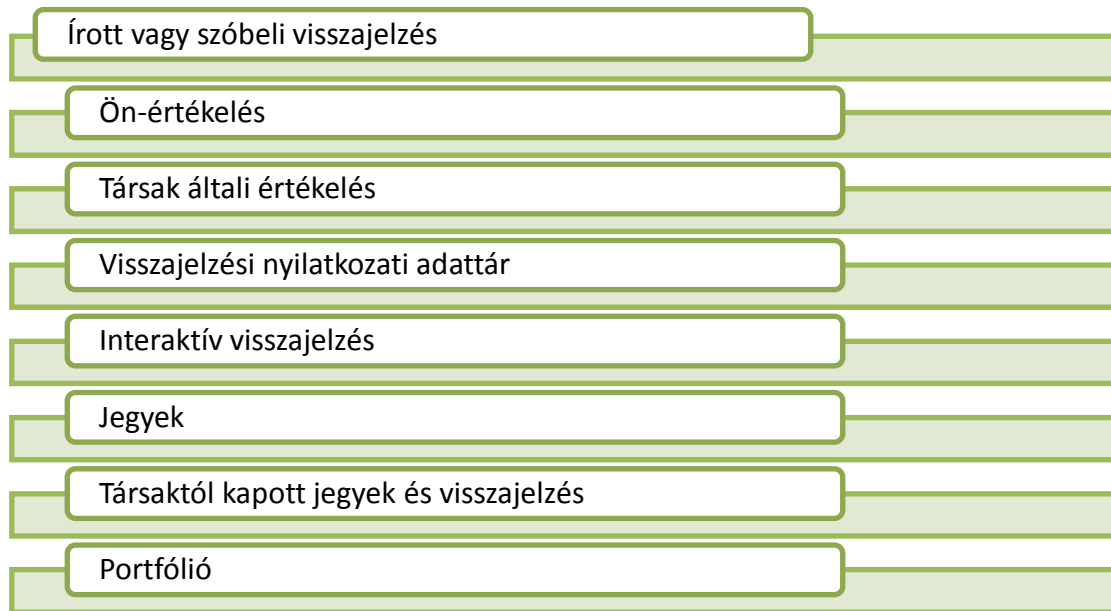 Írott vagy szóbeli visszajelzés
Ön-értékelés
Társak általi értékelés
Visszajelzési nyilatkozati adattár
Interaktív visszajelzés
Jegyek
Társaktól kapott jegyek és visszajelzés
Portfólió